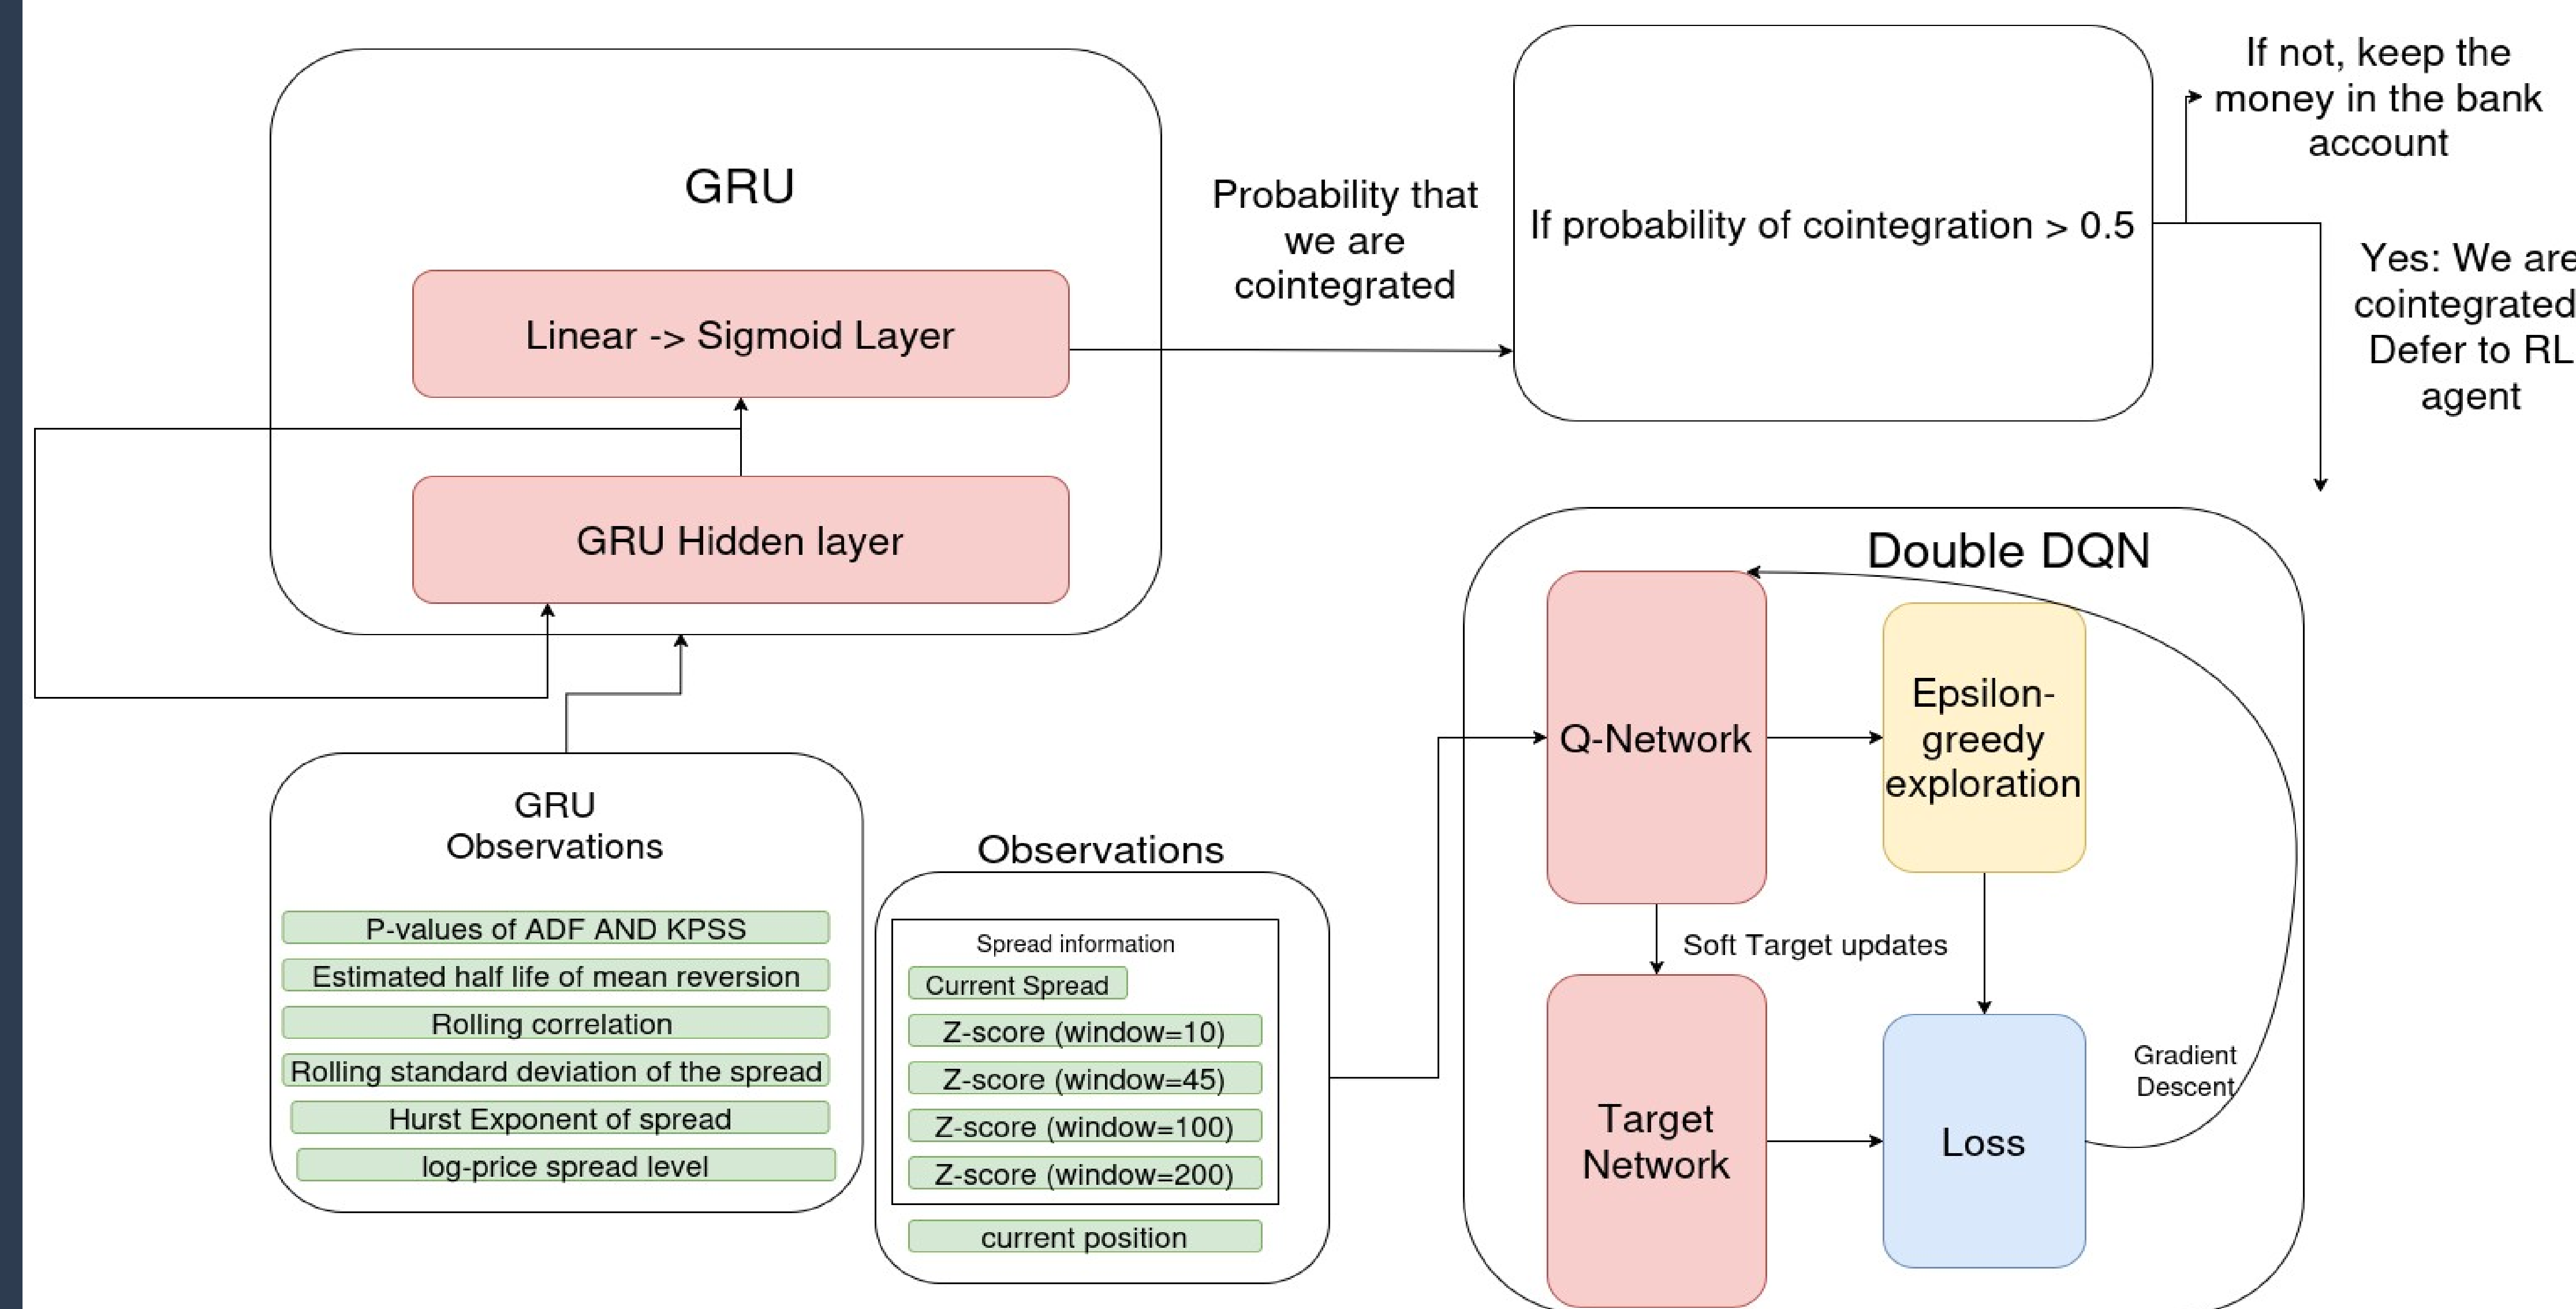 GRU
Linear -> Sigmoid Layer
GRU Hidden layer
Probability that
we are
cointegrated
If probability of cointegration > 0.5
If not, keep the
money in the bank
account
Yes: We are
cointegrated
Defer to RL
agent
GRU
Observations
P-values of ADF AND KPSS
Estimated half life of mean reversion
Rolling correlation
Rolling standard deviation of the spread
Hurst Exponent of spread
log-price spread level
Observations
Spread information
Current Spread
Z-score (window=10)
Z-score (window=45)
Z-score (window=100)
Z-score (window=200)
current position
Double DQN
Q-Network
Epsilon-
greedy
exploration
Soft Target updates
Target
Network
Loss
Gradient
Descent